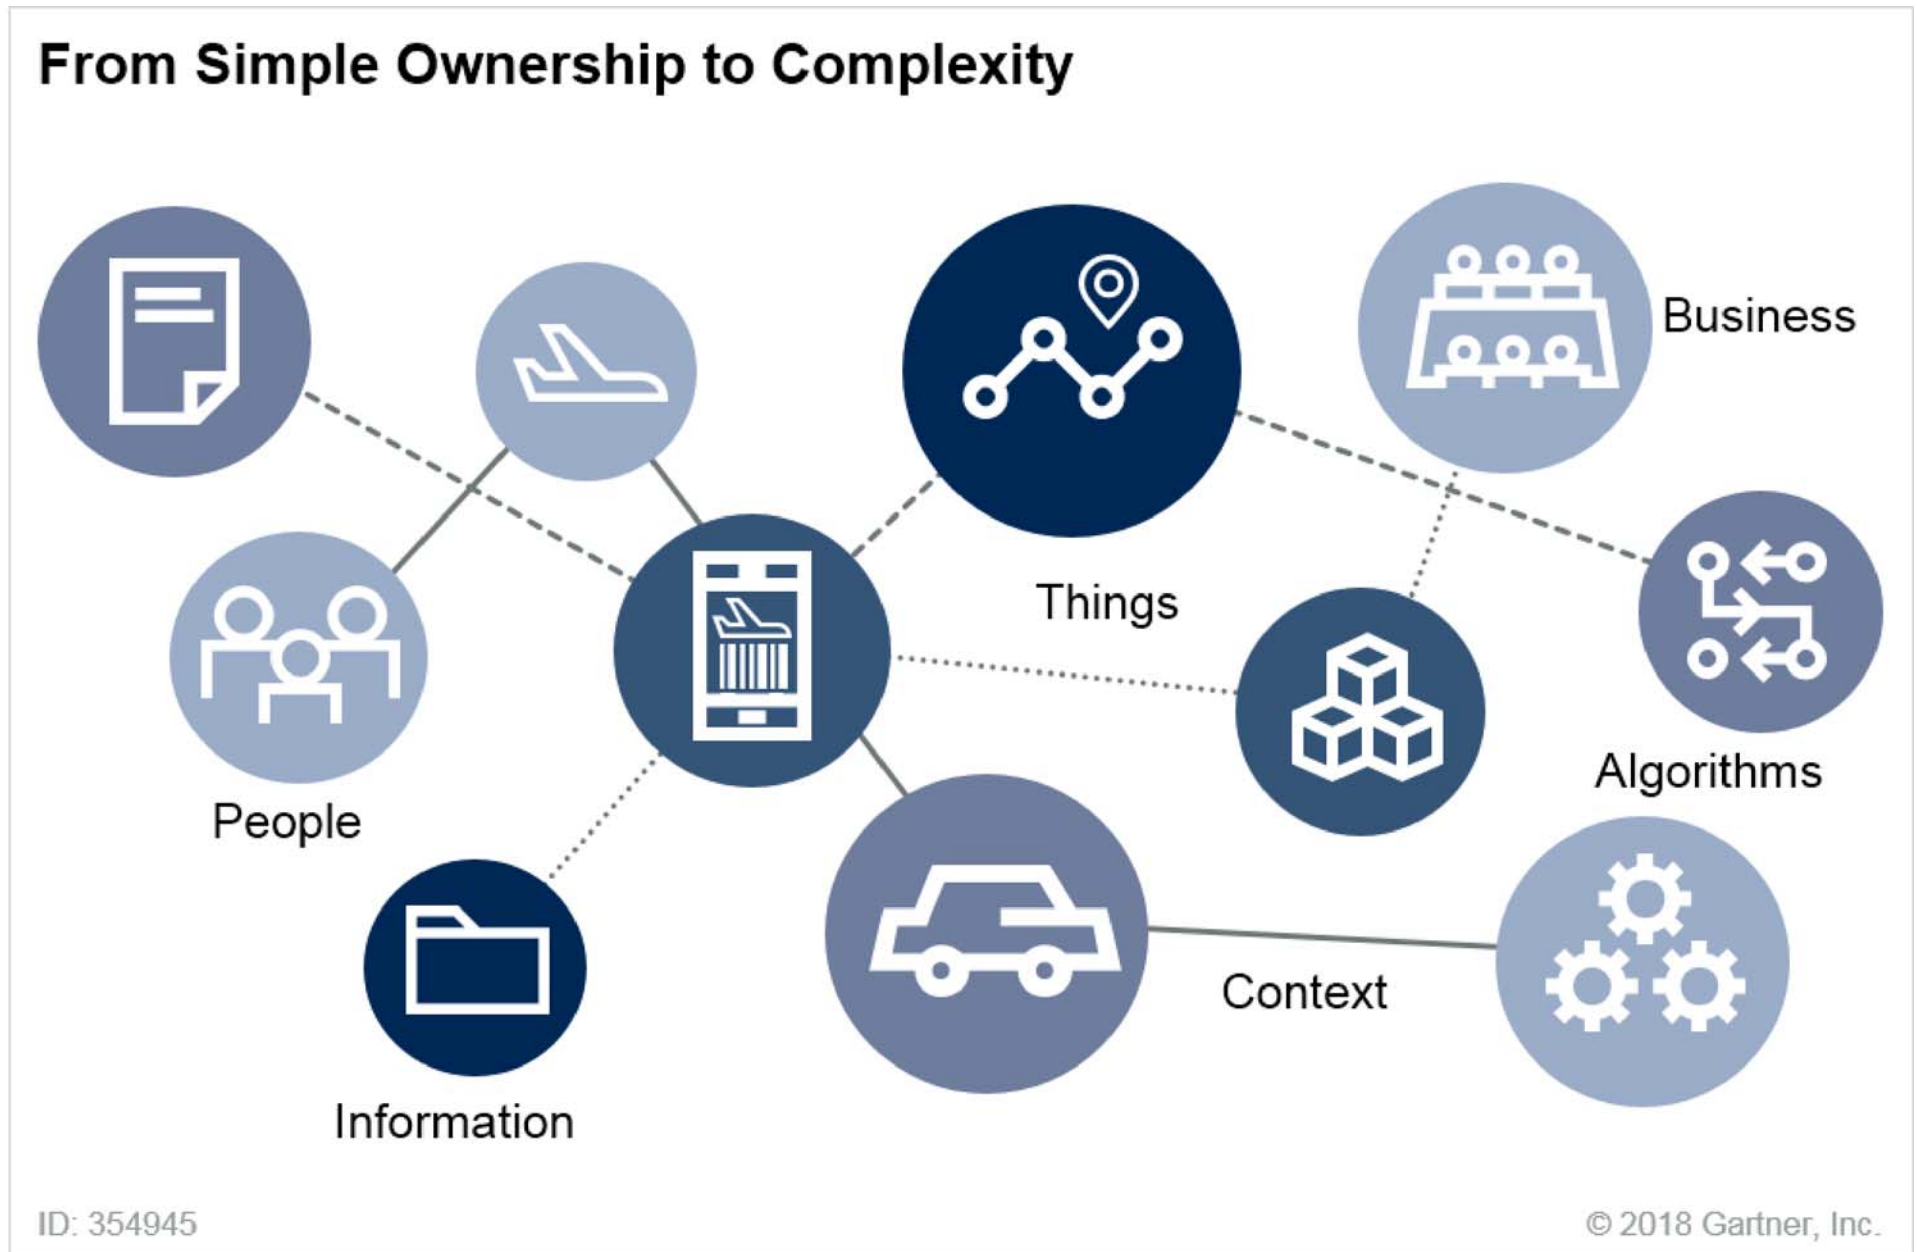 From Simple Ownership to Complexity
Business
Things
Algorithms
People
Context
Information
ID: 354945
© 2018 Gartner, Inc.